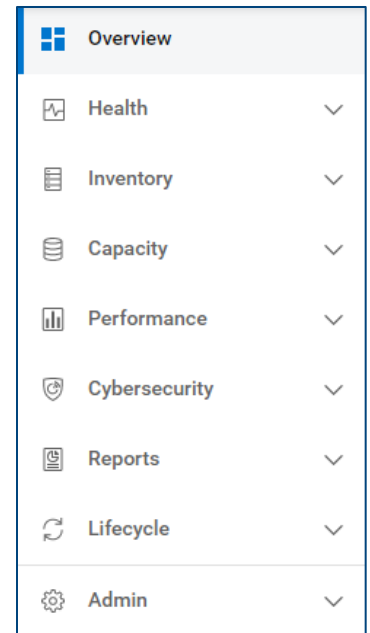 Overview
Health
Inventory
Capacity
Performance
Cybersecurity
Reports
Lifecycle
Admin